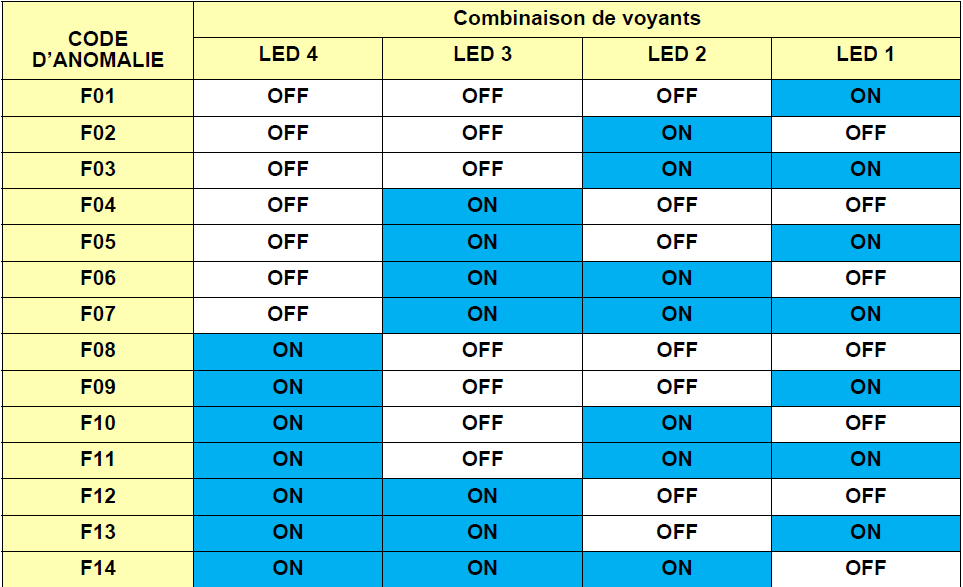 CODE D'ANOMALIE
Combinaison de voyants
LED 4 LED 3 LED 2 LED 1
F01 OFF OFF OFF ON
F02 OFF OFF ON OFF
F03 OFF OFF ON ON
F04 OFF ON OFF OFF
F05 OFF ON OFF ON
F06 OFF ON ON OFF
F07 OFF ON ON ON
F08 ON OFF OFF OFF
F09 ON OFF OFF ON
F10 ON OFF ON OFF
F11 ON OFF ON ON
F12 ON ON OFF OFF
F13 ON ON OFF ON
F14 ON ON ON OFF